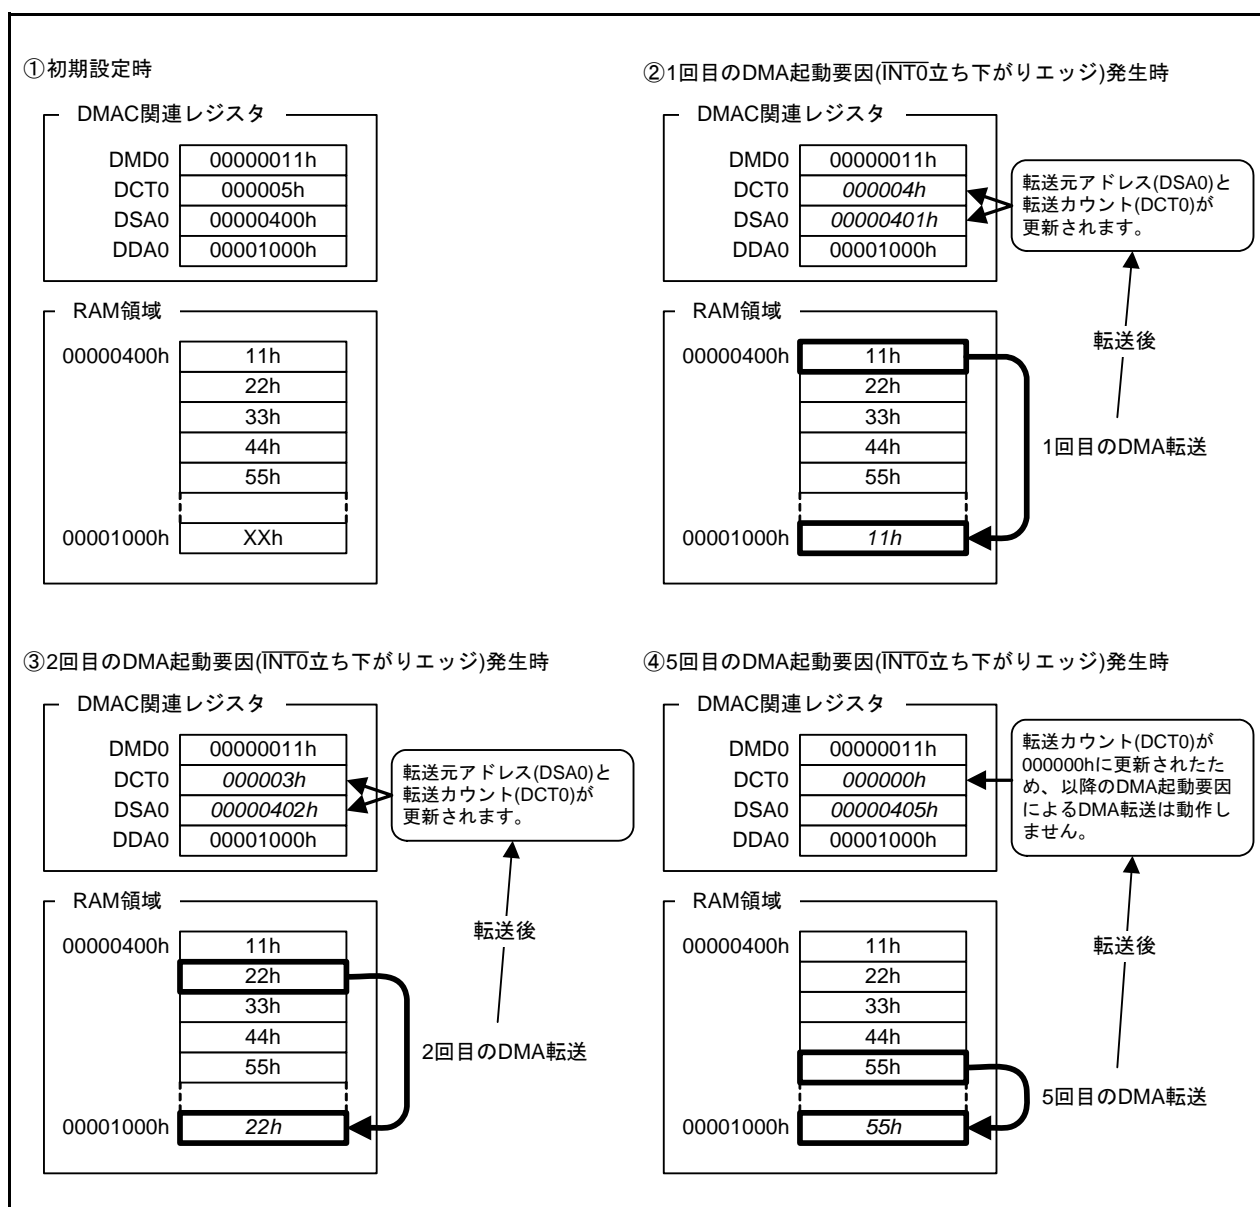 ①初期設定時
DMAC関連レジスタ
DMD0 00000011h
DCT0 000005h
DSA0 00000400h
DDA0 00001000h
RAM領域
00000400h 11h
22h
33h
44h
55h
00001000h XXh
②1回目のDMA起動要因(INT0立ち下がりエッジ)発生時
DMAC関連レジスタ
DMD0 00000011h
DCT0 000004h
DSA0 00000401h
DDA0 00001000h
転送元アドレス(DSA0)と
転送カウント(DCT0)が
更新されます。
転送後
1回目のDMA転送
RAM領域
00000400h 11h
22h
33h
44h
55h
00001000h 11h
③2回目のDMA起動要因(INT0立ち下がりエッジ)発生時
DMAC関連レジスタ
DMD0 00000011h
DCT0 000003h
DSA0 00000402h
DDA0 00001000h
転送元アドレス(DSA0)と
転送カウント(DCT0)が
更新されます。
転送後
2回目のDMA転送
RAM領域
00000400h 11h
22h
33h
44h
55h
00001000h 22h
④5回目のDMA起動要因(INT0立ち下がりエッジ)発生時
DMAC関連レジスタ
DMD0 00000011h
DCT0 000000h
DSA0 00000405h
DDA0 00001000h
転送カウント(DCT0)が
000000hに更新されたた
め、以降のDMA起動要因
によるDMA転送は動作し
ません。
転送後
5回目のDMA転送
RAM領域
00000400h 11h
22h
33h
44h
55h
00001000h 55h